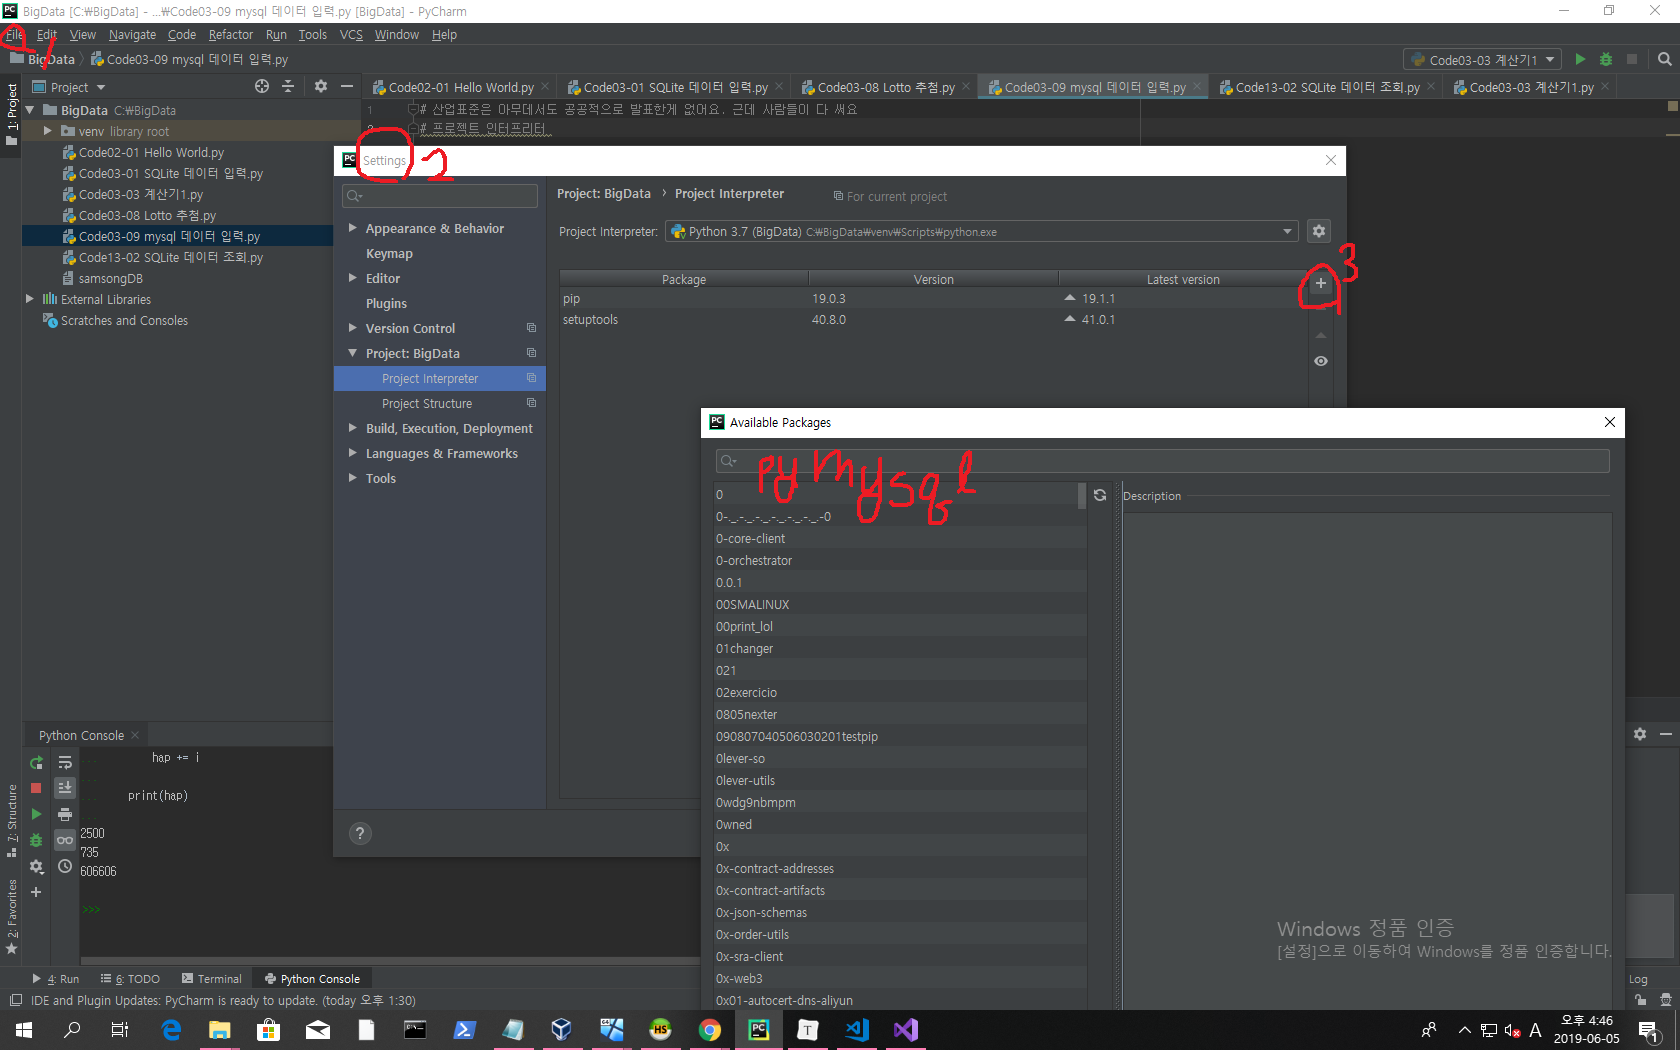 BigData [C:₩BigData] - ...₩Code03-09 mysql 데이터 입력.py [BigData] - PyCharm
File Edit View Navigate Code Refactor Run Tools VCS Window Help
1
BigData Code03-09 mysql 데이터 입력.py Code03-03 계산기1
Project
Code02-01 Hello World.py Code03-01 SQLite 데이터 입력.py Code03-08 Lotto 추첨.py Code03-09 mysql 데이터 입력.py Code13-02 SQLite 데이터 조회.py Code03-03 계산기1.py
1: Project
BigData C:₩BigData
venv library root
Code02-01 Hello World.py
Code03-01 SQLite 데이터 입력.py
Code03-03 계산기1.py
Code03-08 Lotto 추첨.py
Code03-09 mysql 데이터 입력.py
Code13-02 SQLite 데이터 조회.py
samsongDB
External Libraries
Scratches and Consoles
1 # 산업표준은 아무데서도 공공적으로 발표한게 없어요. 근데 사람들이 다 써요
2 # 프로젝트 인터프리터
Settings
2
Appearance & Behavior
Keymap
Editor
Plugins
Version Control
Project: BigData
Project Interpreter
Project Structure
Build, Execution, Deployment
Languages & Frameworks
Tools
?
Project: BigData › Project Interpreter For current project
Project Interpreter: Python 3.7 (BigData) C:₩BigData₩venv₩Scripts₩python.exe
3
Package Version Latest version
+
pip 19.0.3 19.1.1
setuptools 40.8.0 41.0.1
Available Packages
pymysql
0
0-._.-._.-._.-._.-._.-._.-0
0-core-client
0-orchestrator
0.0.1
00SMALINUX
00print_lol
01changer
021
02exercicio
0805nexter
090807040506030201testpip
0lever-so
0lever-utils
0wdg9nbmpm
0wned
0x
0x-contract-addresses
0x-contract-artifacts
0x-json-schemas
0x-order-utils
0x-sra-client
0x-web3
0x01-autocert-dns-aliyun
Description
Windows 정품 인증
[설정]으로 이동하여 Windows를 정품 인증합니다.
Python Console
... hap += i
...
... print(hap)
...
2500
735
606606
>>>
7: Structure
2: Favorites
4: Run 6: TODO Terminal Python Console Log
IDE and Plugin Updates: PyCharm is ready to update. (today 오후 1:30)
A
오후 4:46
2019-06-05
1